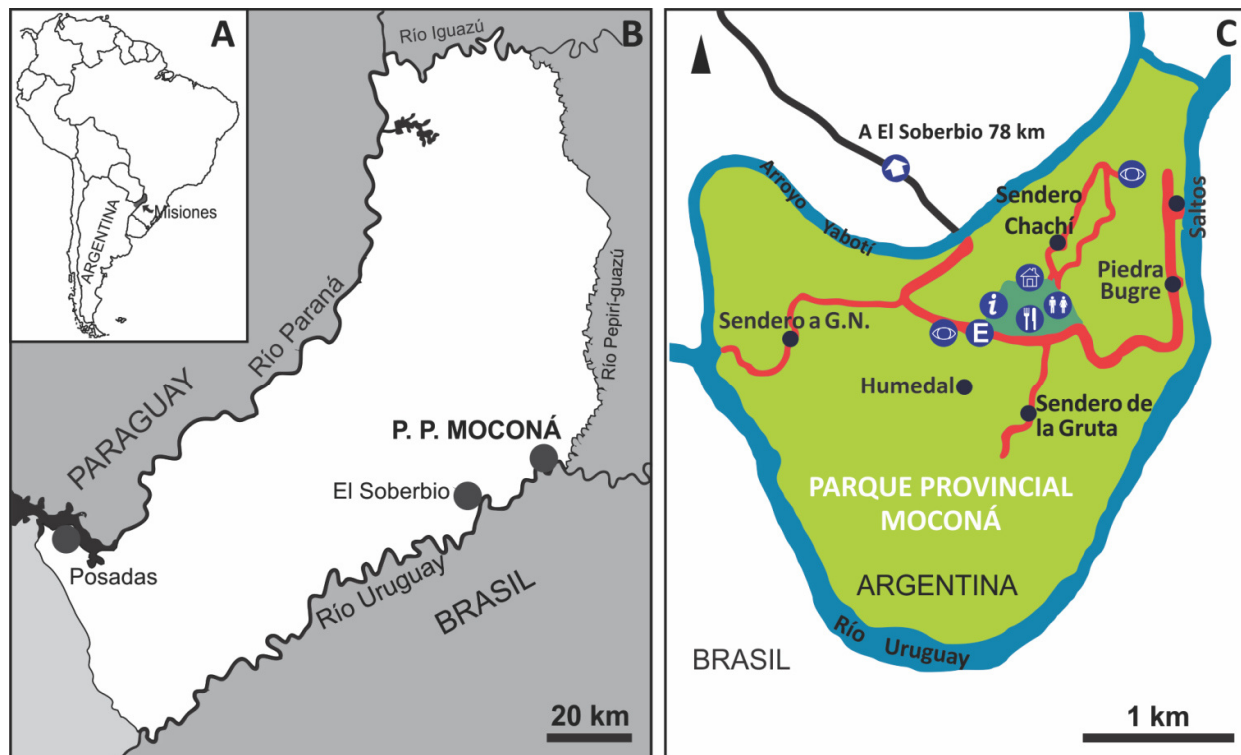 A
ARGENTINA
Misiones
B
Río Iguazú
Río Paraná
Río Pepirí-guazú
PARAGUAY
P. P. MOCONÁ
El Soberbio
Posadas
Río Uruguay
BRASIL
20 km
C
A El Soberbio 78 km
Arroyo Yabotí
Sendero
Chachí
Saltos
Piedra
Bugre
i
E
Sendero a G.N.
Humedal
Sendero de
la Gruta
PARQUE PROVINCIAL
MOCONÁ
ARGENTINA
Río Uruguay
BRASIL
1 km